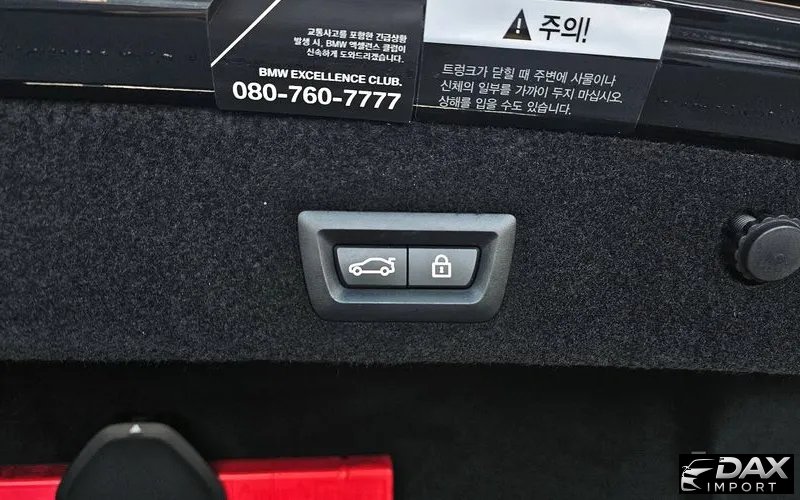 교통사고를 포함한 긴급상황
발생 시, BMW 엑셀런스 클럽이
신속하게 도와드리겠습니다.
BMW EXCELLENCE CLUB.
080-760-7777
주의!
트렁크가 닫힐 때 주변에 사물이나
신체의 일부를 가까이 두지 마십시오.
상해를 입을 수도 있습니다.
DAX
IMPORT